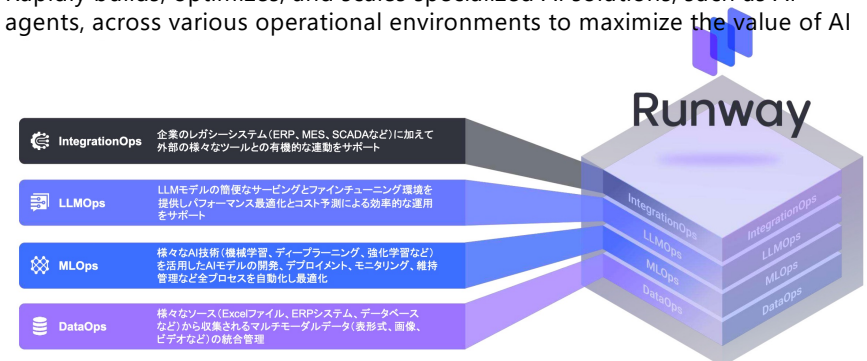 agents, across various operational environments to maximize the value of AI
Runway
IntegrationOps
企業のレガシーシステム(ERP、MES、SCADAなど)に加えて
外部の様々なツールとの有機的な連動をサポート
LLMOps
LLMモデルの簡便なサービングとファインチューニング環境を
提供しパフォーマンス最適化とコスト予測による効率的な運用
をサポート
MLOps
様々なAI技術(機械学習、ディープラーニング、強化学習など)
を活用したAIモデルの開発、デプロイメント、モニタリング、維持
管理など全プロセスを自動化し最適化
DataOps
様々なソース(Excelファイル、ERPシステム、データベース
など)から収集されるマルチモーダルデータ(表形式、画像、
ビデオなど)の統合管理
IntegrationOps
LLMOps
MLOps
DataOps
IntegrationOps
LLMOps
MLOps
DataOps